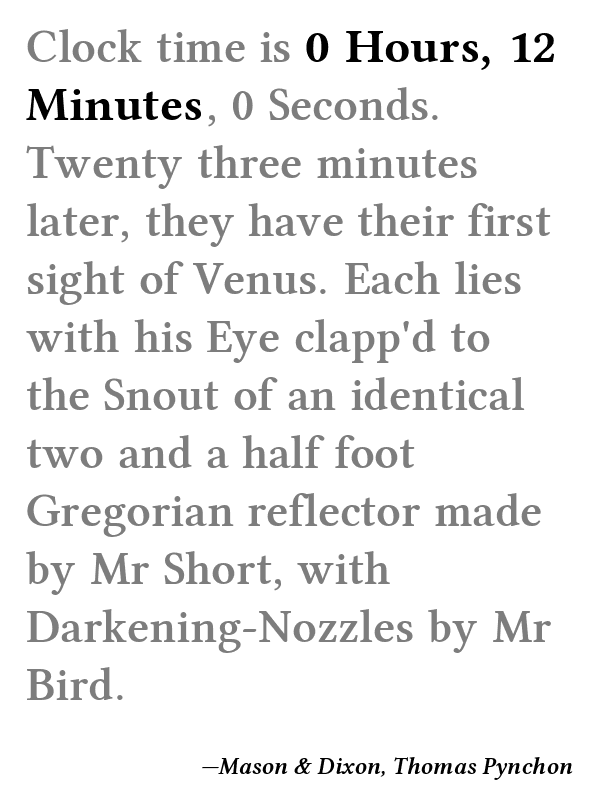 Clock time is 0 Hours, 12
Minutes, 0 Seconds.
Twenty three minutes
later, they have their first
sight of Venus. Each lies
with his Eye clapp'd to
the Snout of an identical
two and a half foot
Gregorian reflector made
by Mr Short, with
Darkening-Nozzles by Mr
Bird.
—Mason & Dixon, Thomas Pynchon